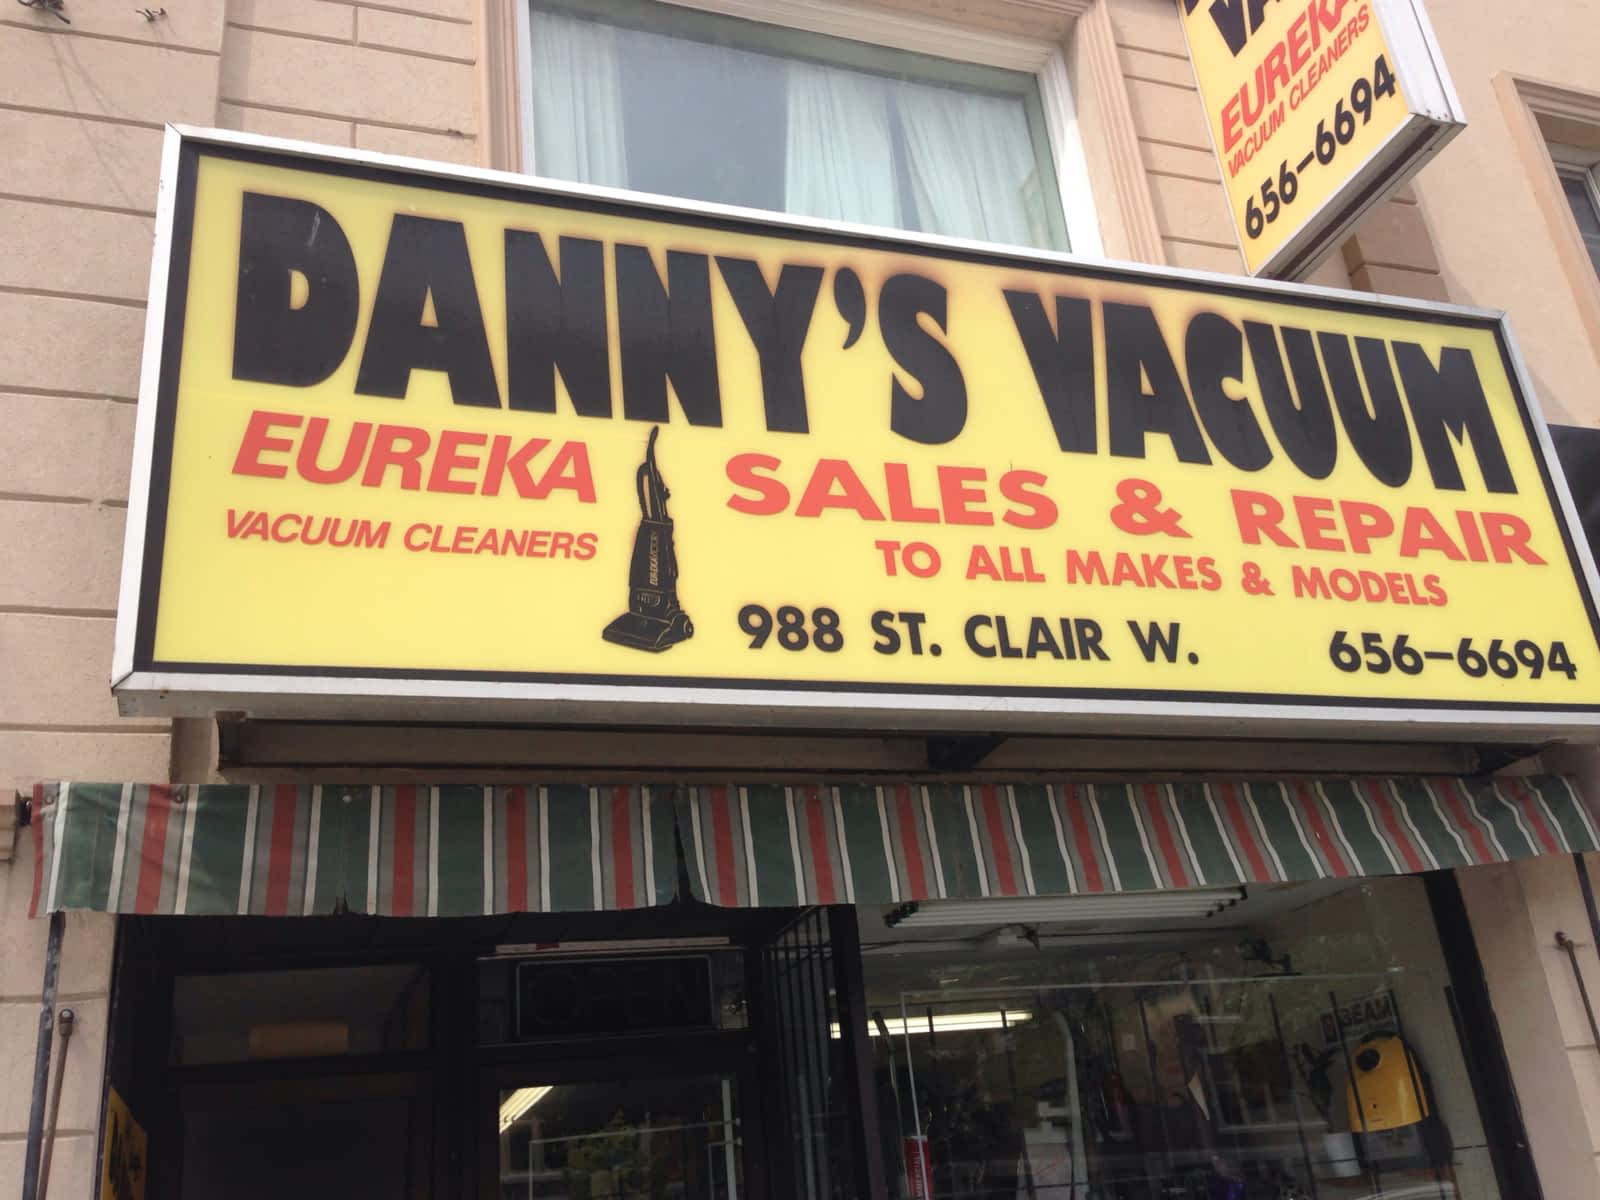 DANNY'S VACUUM
EUREKA
VACUUM CLEANERS
SALES & REPAIR
TO ALL MAKES & MODELS
988 ST. CLAIR W.
656-6694
EUREKA
VACUUM CLEANERS
656-6694
OPEN